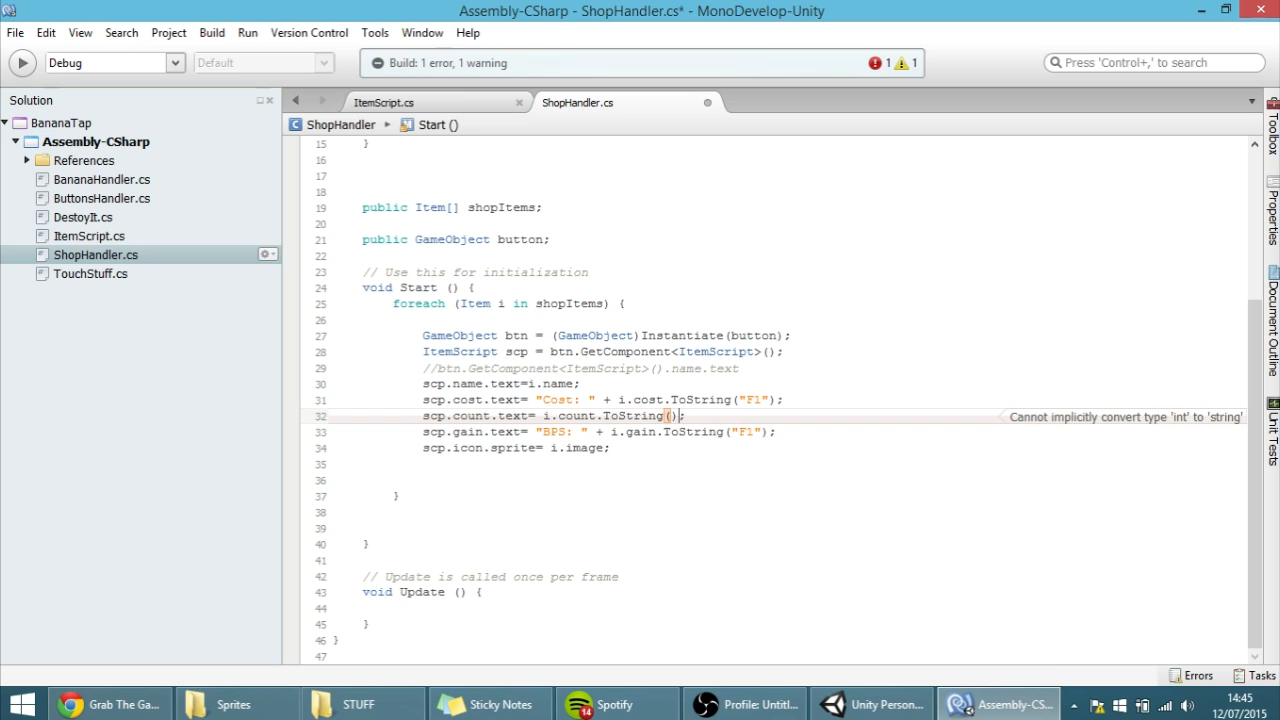 Assembly-CSharp - ShopHandler.cs* - MonoDevelop-Unity
File Edit View Search Project Build Run Version Control Tools Window Help
Debug Default Build: 1 error, 1 warning 1 1 Press 'Control+,' to search
Solution
ItemScript.cs ShopHandler.cs
BananaTap
Assembly-CSharp
References
BananaHandler.cs
ButtonsHandler.cs
DestoyIt.cs
ItemScript.cs
ShopHandler.cs
TouchStuff.cs
ShopHandler Start ()
15 }
16
17
18
19 public Item[] shopItems;
20
21 public GameObject button;
22
23 // Use this for initialization
24 void Start () {
25 foreach (Item i in shopItems) {
26
27 GameObject btn = (GameObject)Instantiate(button);
28 ItemScript scp = btn.GetComponent<ItemScript>();
29 //btn.GetComponent<ItemScript>().name.text
30 scp.name.text=i.name;
31 scp.cost.text= "Cost: " + i.cost.ToString("F1");
32 scp.count.text= i.count.ToString(); Cannot implicitly convert type 'int' to 'string'
33 scp.gain.text= "BPS: " + i.gain.ToString("F1");
34 scp.icon.sprite= i.image;
35
36
37 }
38
39
40 }
41
42 // Update is called once per frame
43 void Update () {
44
45 }
46 }
47
Toolbox
Properties
Document Outline
Unit Tests
Errors Tasks
Grab The Ga... Sprites STUFF Sticky Notes 14 Spotify Profile: Untitl... Unity Person... Assembly-CS...
14:45
12/07/2015